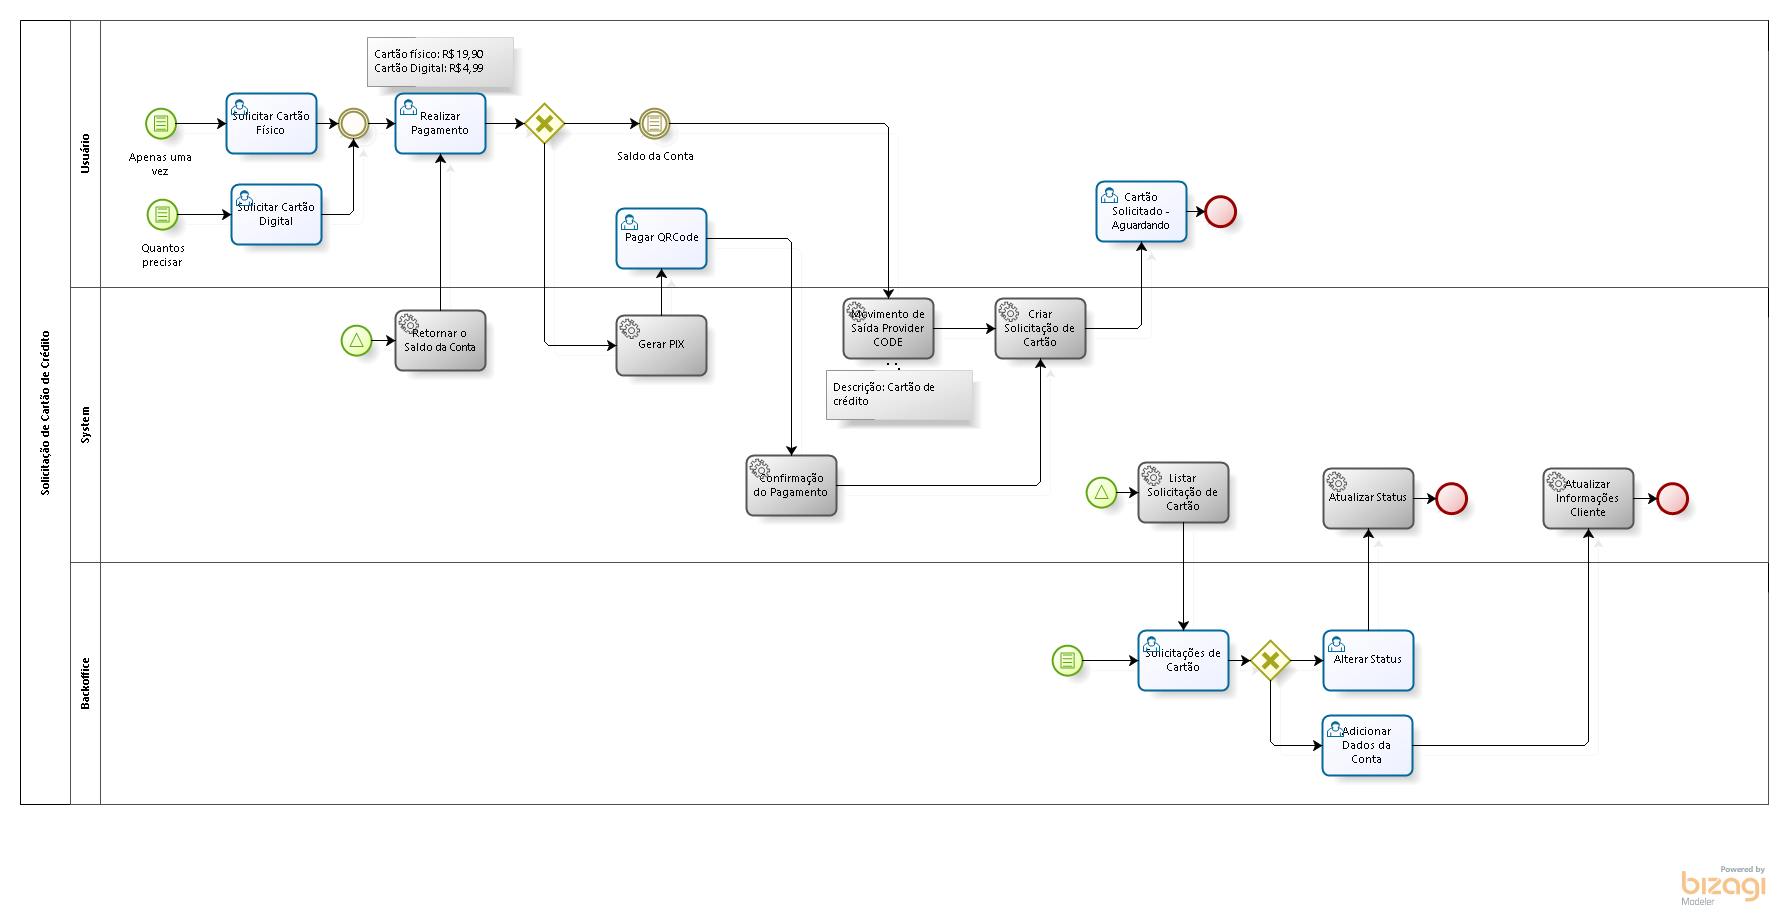 Solicitação de Cartão de Crédito
Usuário
Cartão físico: R$19,90
Cartão Digital: R$4,99
Apenas uma
vez
Solicitar Cartão
Físico
Realizar
Pagamento
Saldo da Conta
Quantos
precisar
Solicitar Cartão
Digital
Pagar QRCode
Cartão
Solicitado -
Aguardando
System
Retornar o
Saldo da Conta
Gerar PIX
Movimento de
Saída Provider
CODE
Criar
Solicitação de
Cartão
Descrição: Cartão de
crédito
Confirmação
do Pagamento
Listar
Solicitação de
Cartão
Atualizar Status
Atualizar
Informações
Cliente
Backoffice
Solicitações de
Cartão
Alterar Status
Adicionar
Dados da
Conta
Powered by
bizagi
Modeler